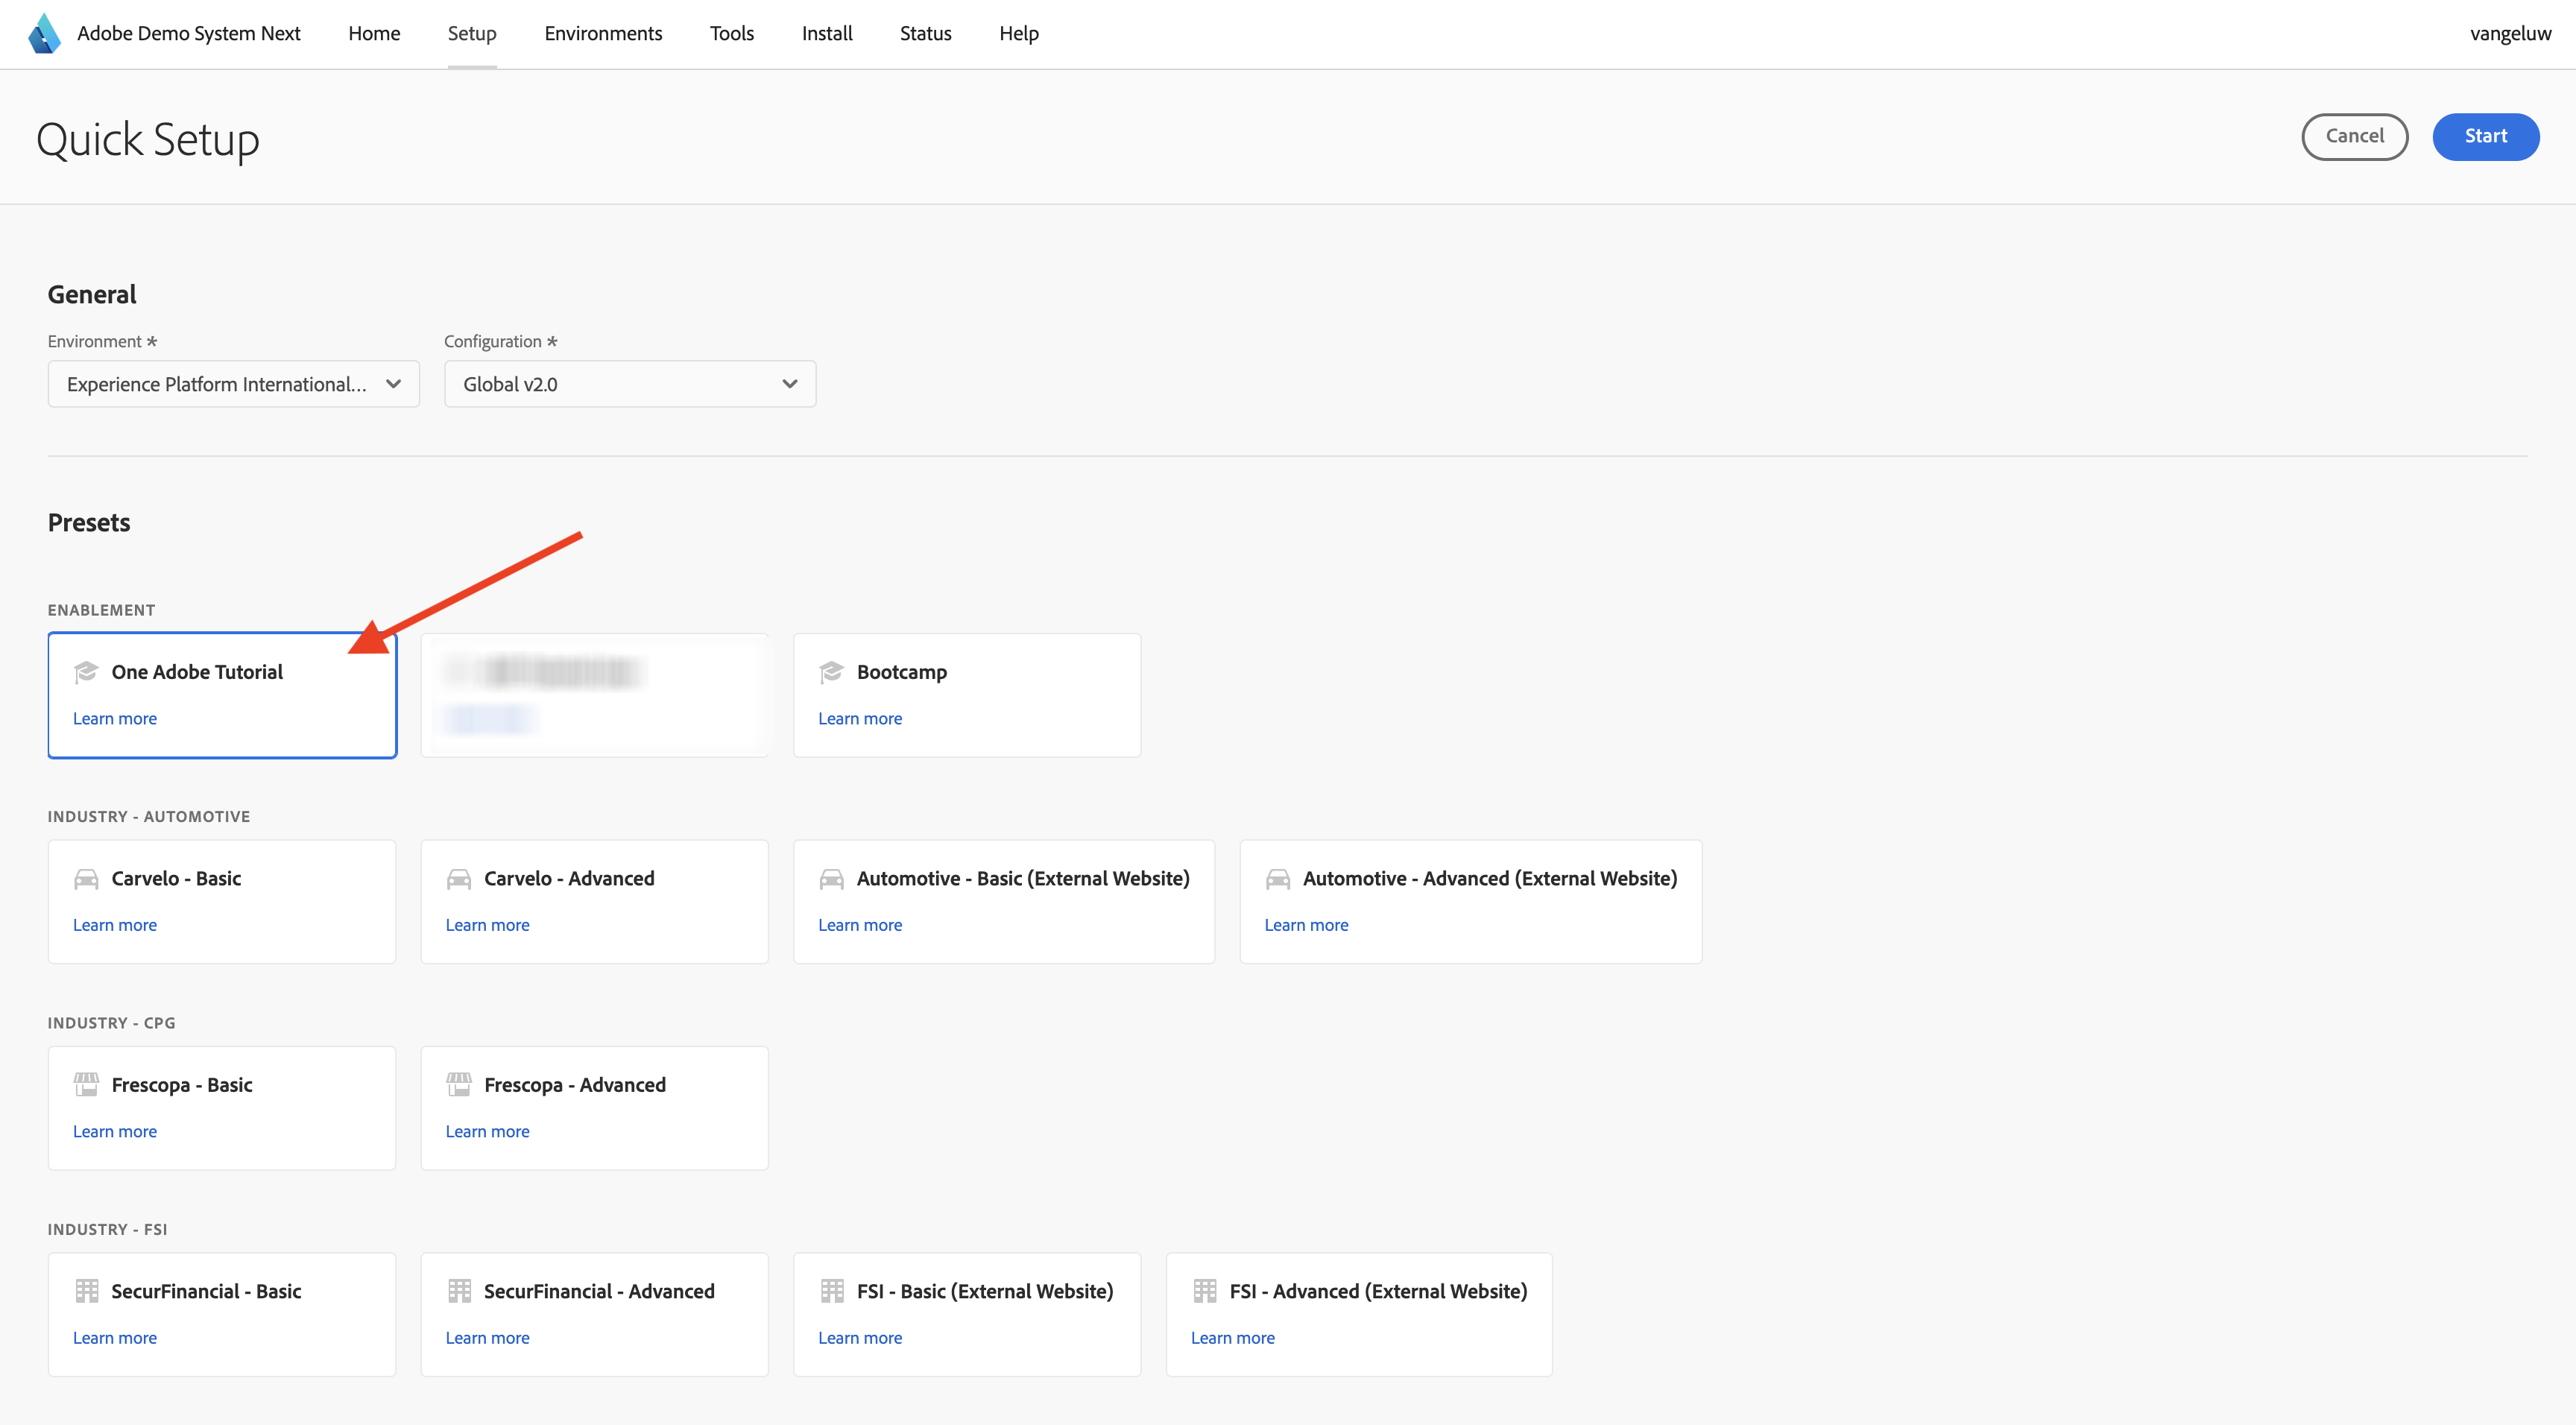 Adobe Demo System Next Home Setup Environments Tools Install Status Help vangeluw
Quick Setup Cancel Start
General
Environment * Configuration *
Experience Platform International... Global v2.0
Presets
ENABLEMENT
One Adobe Tutorial Bootcamp
Learn more Learn more
INDUSTRY - AUTOMOTIVE
Carvelo - Basic Carvelo - Advanced Automotive - Basic (External Website) Automotive - Advanced (External Website)
Learn more Learn more Learn more Learn more
INDUSTRY - CPG
Frescopa - Basic Frescopa - Advanced
Learn more Learn more
INDUSTRY - FSI
SecurFinancial - Basic SecurFinancial - Advanced FSI - Basic (External Website) FSI - Advanced (External Website)
Learn more Learn more Learn more Learn more